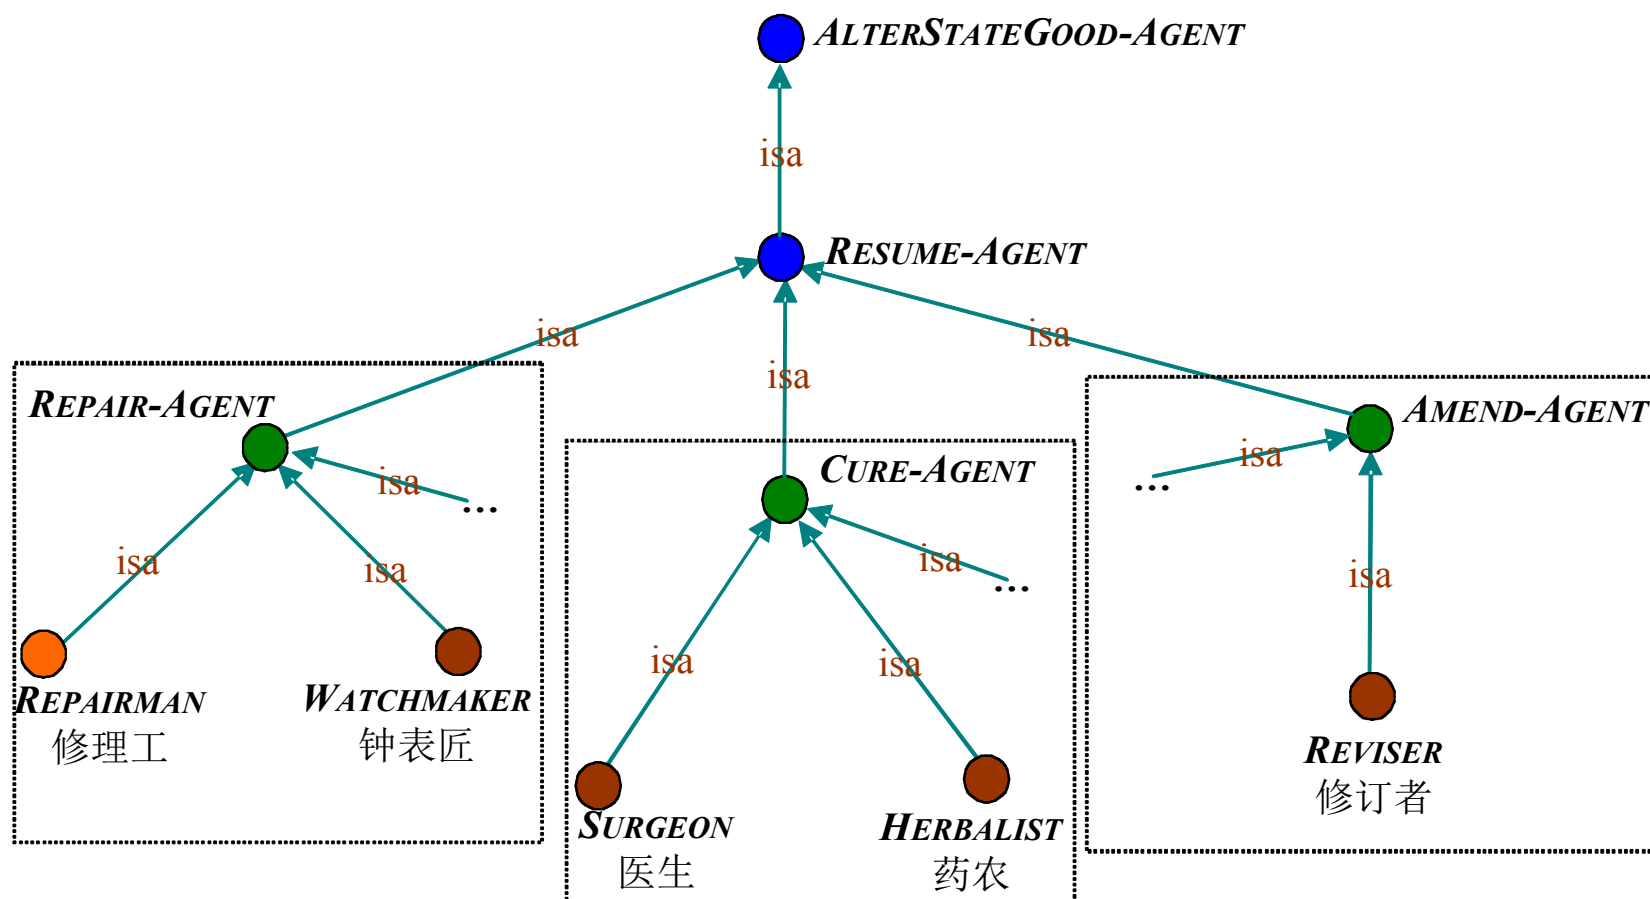 ALTERSTATEGOOD-AGENT
isa
RESUME-AGENT
isa
isa
isa
REPAIR-AGENT
isa
...
isa
isa
REPAIRMAN
修理工
WATCHMAKER
钟表匠
CURE-AGENT
isa
...
isa
isa
SURGEON
医生
HERBALIST
药农
AMEND-AGENT
isa
...
isa
REVISER
修订者